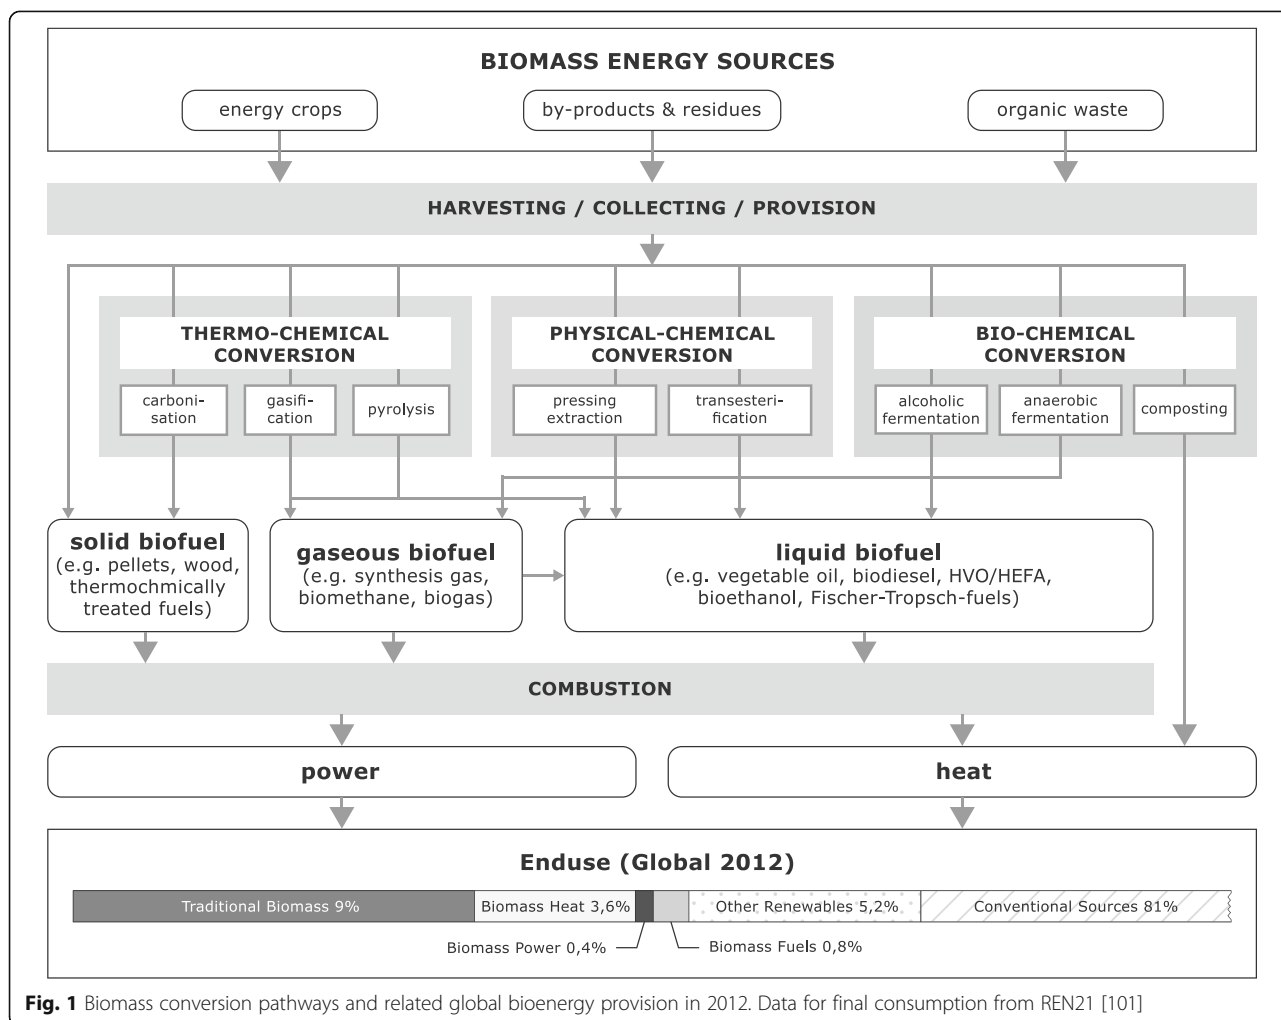 BIOMASS ENERGY SOURCES
energy crops
by-products & residues
organic waste
HARVESTING / COLLECTING / PROVISION
THERMO-CHEMICAL
CONVERSION
PHYSICAL-CHEMICAL
CONVERSION
BIO-CHEMICAL
CONVERSION
carboni-
sation
gasifi-
cation
pyrolysis
pressing
extraction
transesteri-
fication
alcoholic
fermentation
anaerobic
fermentation
composting
solid biofuel
(e.g. pellets, wood,
thermochmically
treated fuels)
gaseous biofuel
(e.g. synthesis gas,
biomethane, biogas)
liquid biofuel
(e.g. vegetable oil, biodiesel, HVO/HEFA,
bioethanol, Fischer-Tropsch-fuels)
COMBUSTION
power
heat
Enduse (Global 2012)
Traditional Biomass 9%
Biomass Heat 3,6%
Other Renewables 5,2%
Conventional Sources 81%
Biomass Power 0,4%
Biomass Fuels 0,8%
Fig. 1 Biomass conversion pathways and related global bioenergy provision in 2012. Data for final consumption from REN21 [101]